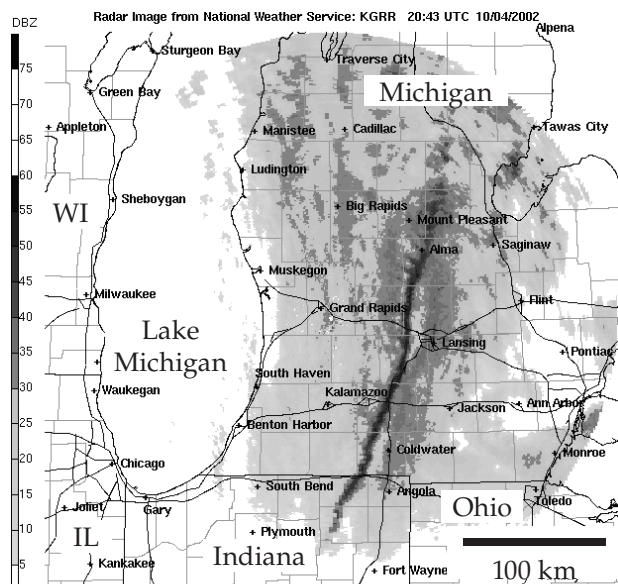 DBZ
Radar Image from National Weather Service: KGRR 20:43 UTC 10/04/2002
75
70
65
60
55
50
45
40
35
30
25
20
15
10
5
Alpena
Sturgeon Bay
Traverse City
Green Bay
Michigan
Appleton
Manistee
Cadillac
Tawas City
Ludington
Sheboygan
WI
Big Rapids
Mount Pleasant
Alma
Saginaw
Muskegon
Milwaukee
Grand Rapids
Flint
Lake
Michigan
Lansing
Pontiac
South Haven
Waukegan
Kalamazoo
Jackson
Ann Arbor
Benton Harbor
Coldwater
Monroe
Chicago
South Bend
Angola
Ohio
Toledo
Gary
Joliet
IL
Plymouth
Indiana
Kankakee
Fort Wayne
100 km